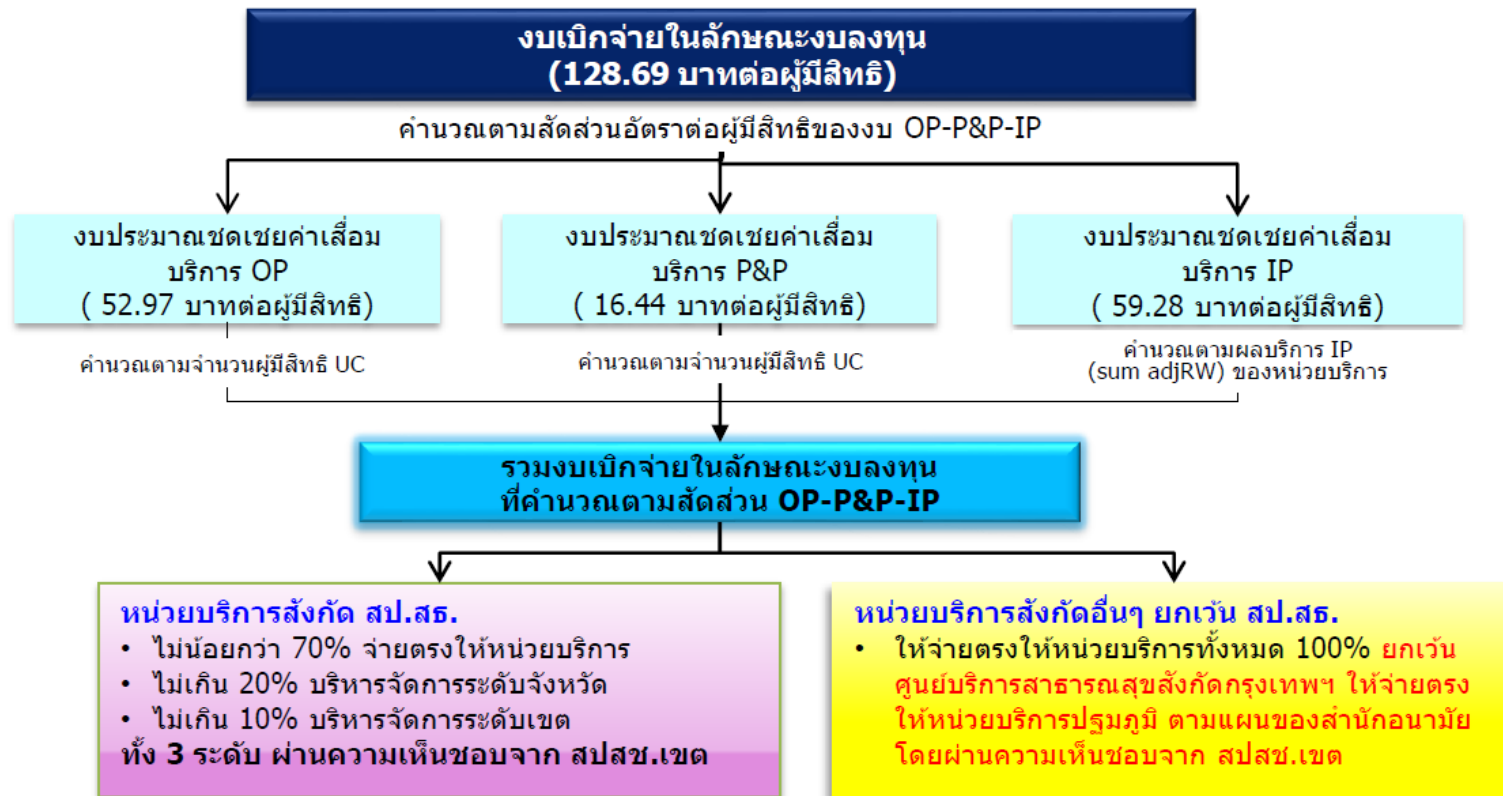 งบเบิกจ่ายในลักษณะงบลงทุน
(128.69 บาทต่อผู้มีสิทธิ)
คำนวณตามสัดส่วนอัตราต่อผู้มีสิทธิของงบ OP-P&P-IP
งบประมาณชดเชยค่าเสื่อม
บริการ OP
( 52.97 บาทต่อผู้มีสิทธิ)
งบประมาณชดเชยค่าเสื่อม
บริการ P&P
( 16.44 บาทต่อผู้มีสิทธิ)
งบประมาณชดเชยค่าเสื่อม
บริการ IP
( 59.28 บาทต่อผู้มีสิทธิ)
คำนวณตามจำนวนผู้มีสิทธิ UC
คำนวณตามจำนวนผู้มีสิทธิ UC
คำนวณตามผลบริการ IP
(sum adjRW) ของหน่วยบริการ
รวมงบเบิกจ่ายในลักษณะงบลงทุน
ที่คำนวณตามสัดส่วน OP-P&P-IP
หน่วยบริการสังกัด สป.สธ.
• ไม่น้อยกว่า 70% จ่ายตรงให้หน่วยบริการ
• ไม่เกิน 20% บริหารจัดการระดับจังหวัด
• ไม่เกิน 10% บริหารจัดการระดับเขต
ทั้ง 3 ระดับ ผ่านความเห็นชอบจาก สปสช.เขต
หน่วยบริการสังกัดอื่นๆ ยกเว้น สป.สธ.
• ให้จ่ายตรงให้หน่วยบริการทั้งหมด 100% ยกเว้น
ศูนย์บริการสาธารณสุขสังกัดกรุงเทพฯ ให้จ่ายตรง
ให้หน่วยบริการปฐมภูมิ ตามแผนของสำนักอนามัย
โดยผ่านความเห็นชอบจาก สปสช.เขต